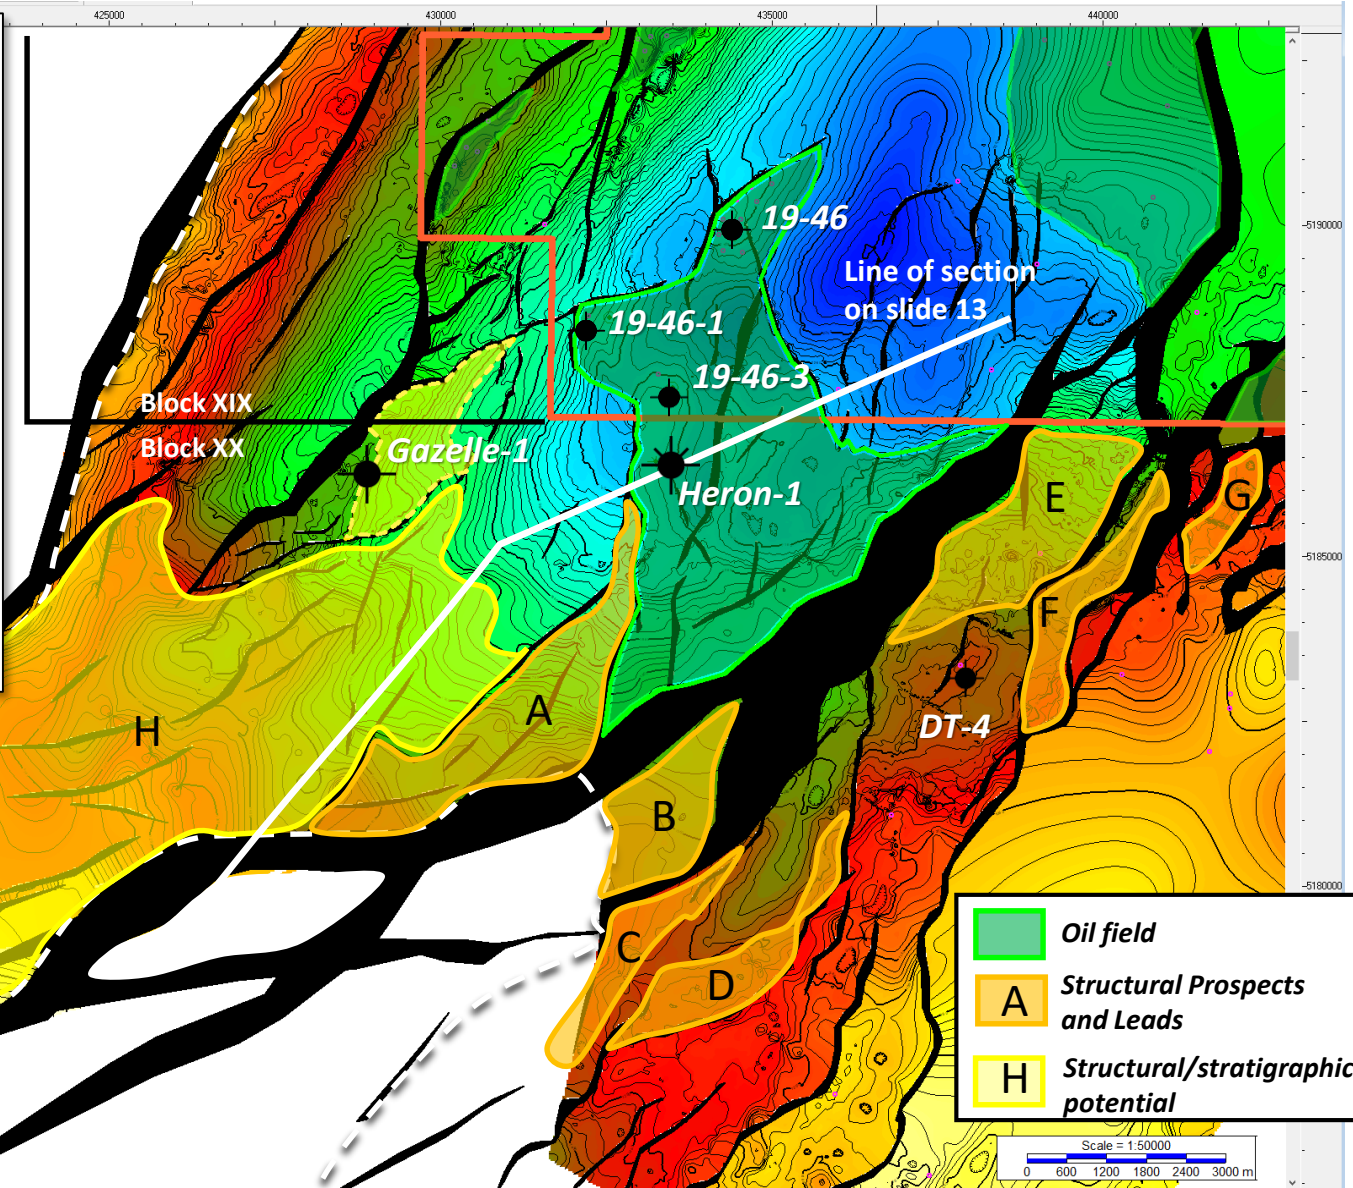 425000
430000
435000
440000
5190000
5185000
5180000
19-46
Line of section
on slide 13
19-46-1
19-46-3
Block XIX
Block XX
Gazelle-1
Heron-1
E
G
F
A
H
DT-4
B
C
D
Oil field
A
Structural Prospects
and Leads
H
Structural/stratigraphic
potential
Scale = 1:50000
0 600 1200 1800 2400 3000 m